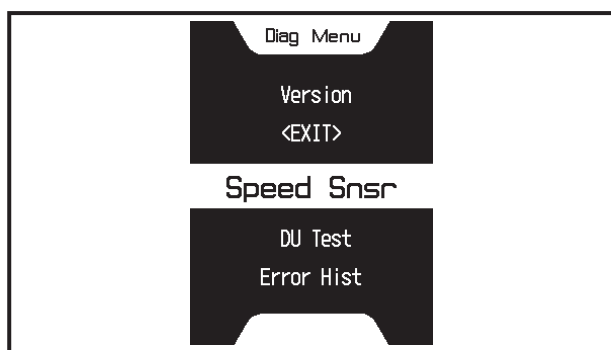 Diag Menu
Version
<EXIT>
Speed Snsr
DU Test
Error Hist